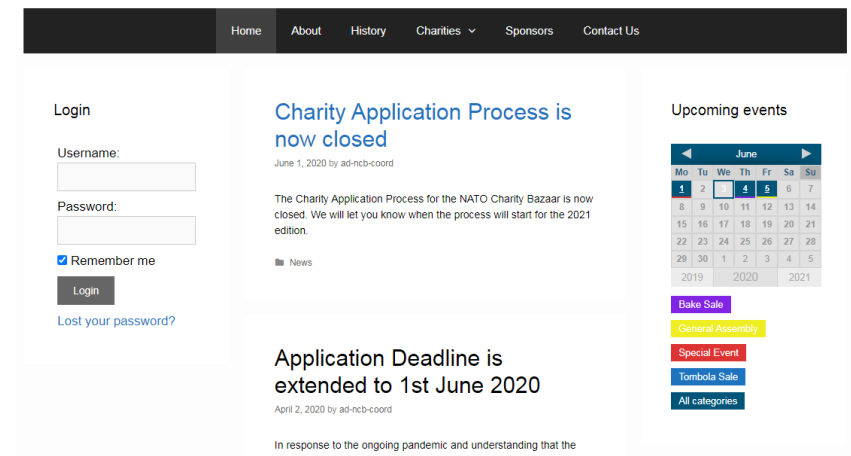 Home About History Charities Sponsors Contact Us
Login
Username:
Password:
Remember me
Login
Lost your password?
Charity Application Process is
now closed
June 1, 2020 by ad-ncb-coord
The Charity Application Process for the NATO Charity Bazaar is now
closed. We will let you know when the process will start for the 2021
edition.
News
Application Deadline is
extended to 1st June 2020
April 2, 2020 by ad-ncb-coord
In response to the ongoing pandemic and understanding that the
Upcoming events
June
Mo Tu We Th Fr Sa Su
1 2 3 4 5 6 7
8 9 10 11 12 13 14
15 16 17 18 19 20 21
22 23 24 25 26 27 28
29 30 1 2 3 4 5
2019 2020 2021
Bake Sale
General Assembly
Special Event
Tombola Sale
All categories